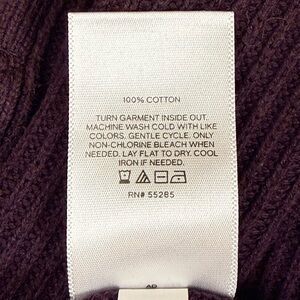 100% COTTON
TURN GARMENT INSIDE OUT.
MACHINE WASH COLD WITH LIKE
COLORS. GENTLE CYCLE. ONLY
NON-CHLORINE BLEACH WHEN
NEEDED. LAY FLAT TO DRY. COOL
IRON IF NEEDED.
RN# 55285